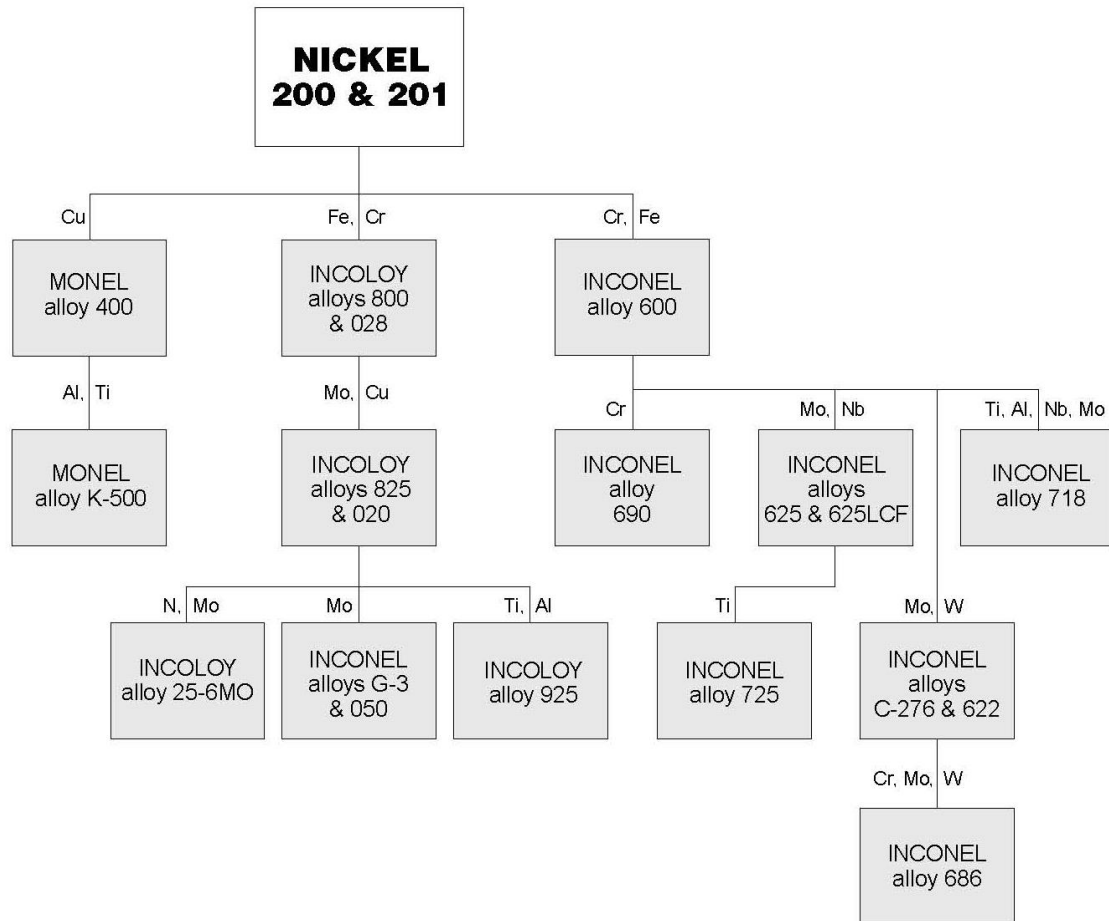 NICKEL
200 & 201
Cu
Fe, Cr
Cr, Fe
MONEL
alloy 400
INCOLOY
alloys 800
& 028
INCONEL
alloy 600
Al, Ti
Mo, Cu
Cr
Mo, Nb
Ti, Al, Nb, Mo
MONEL
alloy K-500
INCOLOY
alloys 825
& 020
INCONEL
alloy
690
INCONEL
alloys
625 & 625LCF
INCONEL
alloy 718
N, Mo
Mo
Ti, Al
Ti
Mo, W
INCOLOY
alloy 25-6MO
INCONEL
alloys G-3
& 050
INCOLOY
alloy 925
INCONEL
alloy 725
INCONEL
alloys
C-276 & 622
Cr, Mo, W
INCONEL
alloy 686